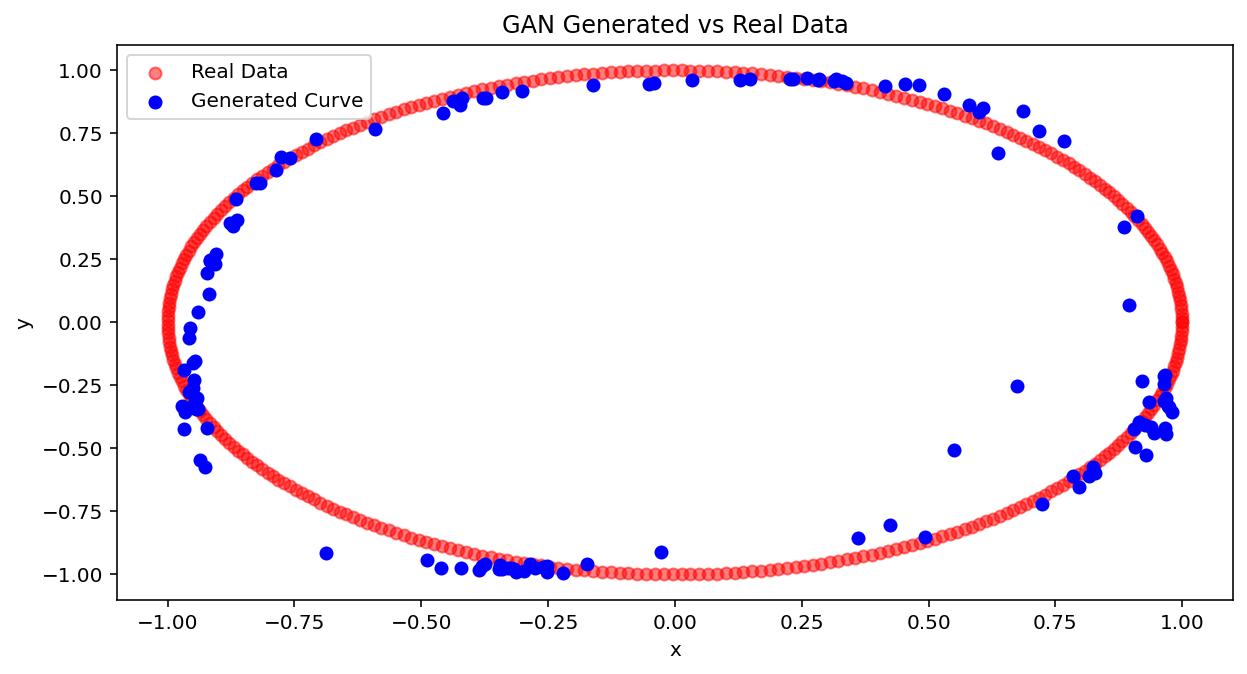 GAN Generated vs Real Data
Real Data
Generated Curve
1.00
0.75
0.50
0.25
0.00
−0.25
−0.50
−0.75
−1.00
y
−1.00 −0.75 −0.50 −0.25 0.00 0.25 0.50 0.75 1.00
x